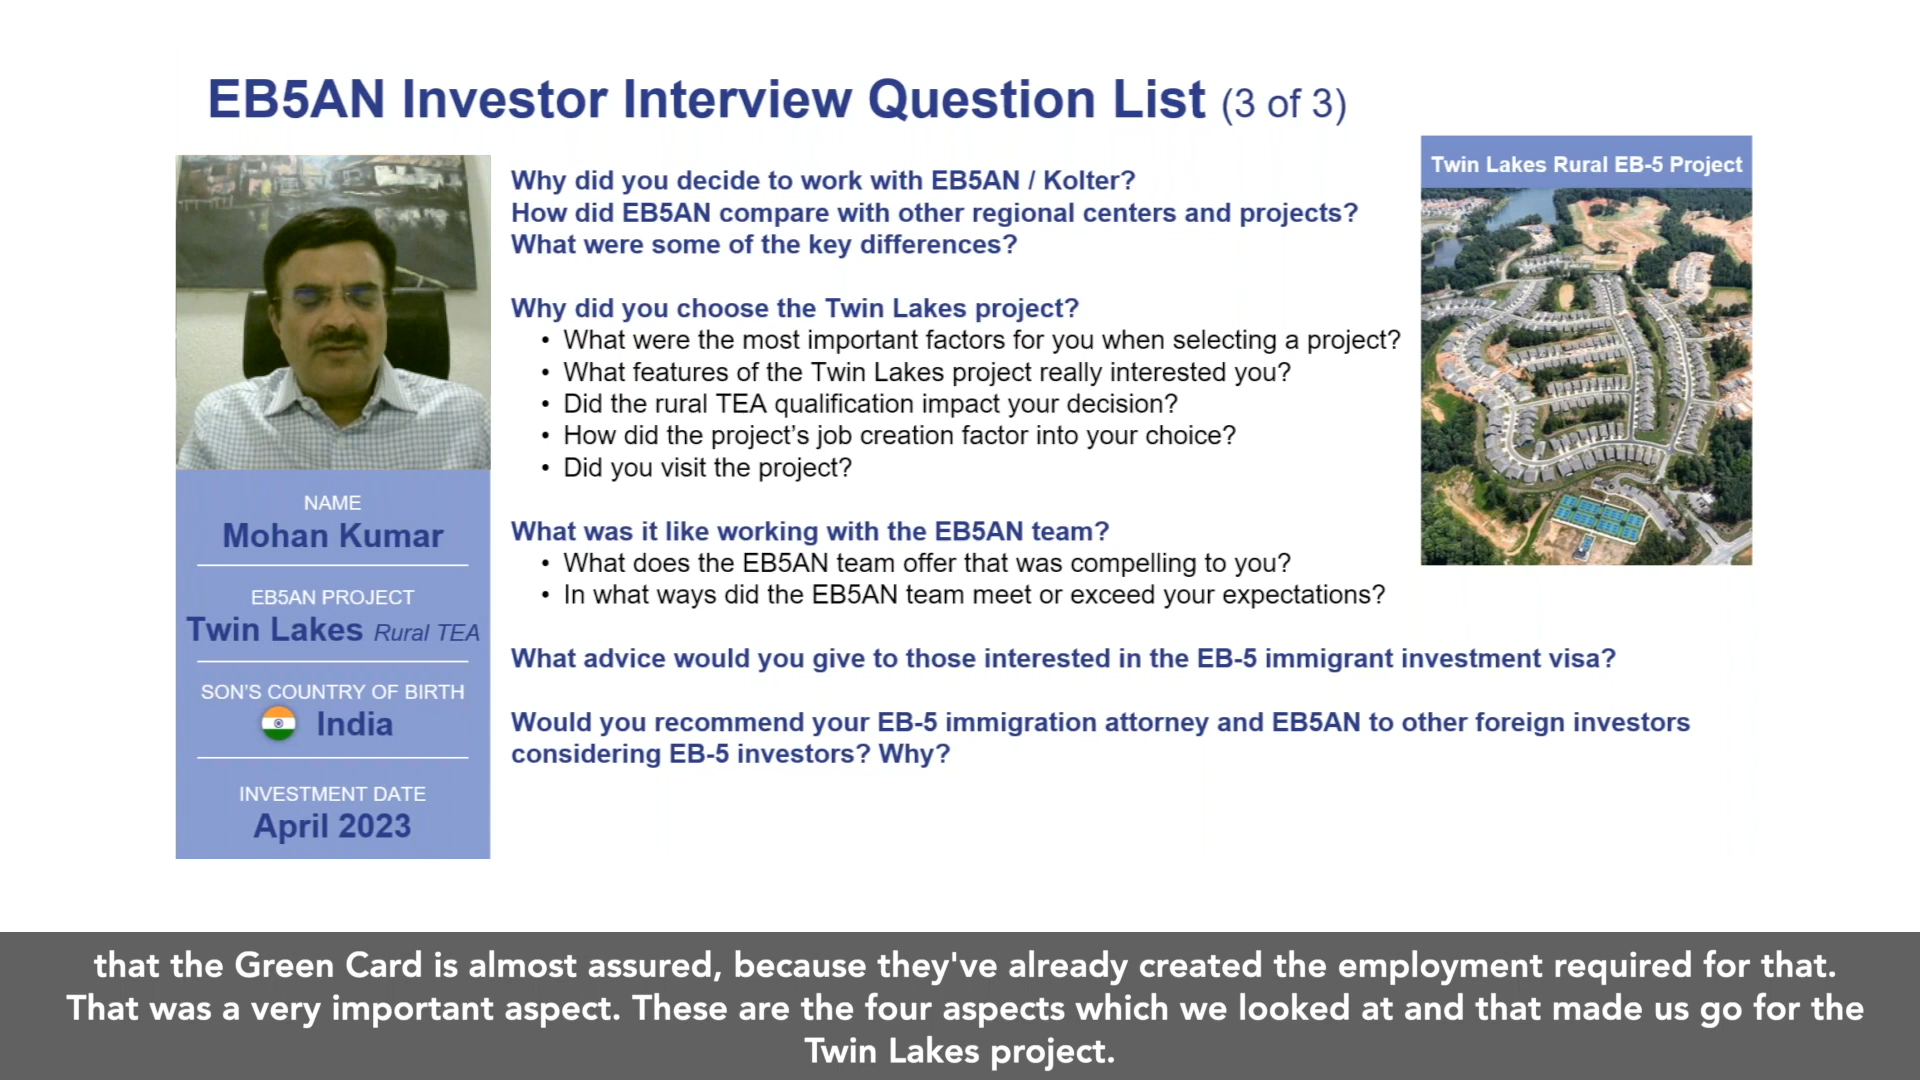 EB5AN Investor Interview Question List (3 of 3)
Twin Lakes Rural EB-5 Project
Why did you decide to work with EB5AN / Kolter?
How did EB5AN compare with other regional centers and projects?
What were some of the key differences?
Why did you choose the Twin Lakes project?
• What were the most important factors for you when selecting a project?
• What features of the Twin Lakes project really interested you?
• Did the rural TEA qualification impact your decision?
• How did the project's job creation factor into your choice?
• Did you visit the project?
What was it like working with the EB5AN team?
• What does the EB5AN team offer that was compelling to you?
• In what ways did the EB5AN team meet or exceed your expectations?
What advice would you give to those interested in the EB-5 immigrant investment visa?
Would you recommend your EB-5 immigration attorney and EB5AN to other foreign investors
considering EB-5 investors? Why?
NAME
Mohan Kumar
EB5AN PROJECT
Twin Lakes Rural TEA
SON'S COUNTRY OF BIRTH
India
INVESTMENT DATE
April 2023
that the Green Card is almost assured, because they've already created the employment required for that.
That was a very important aspect. These are the four aspects which we looked at and that made us go for the
Twin Lakes project.